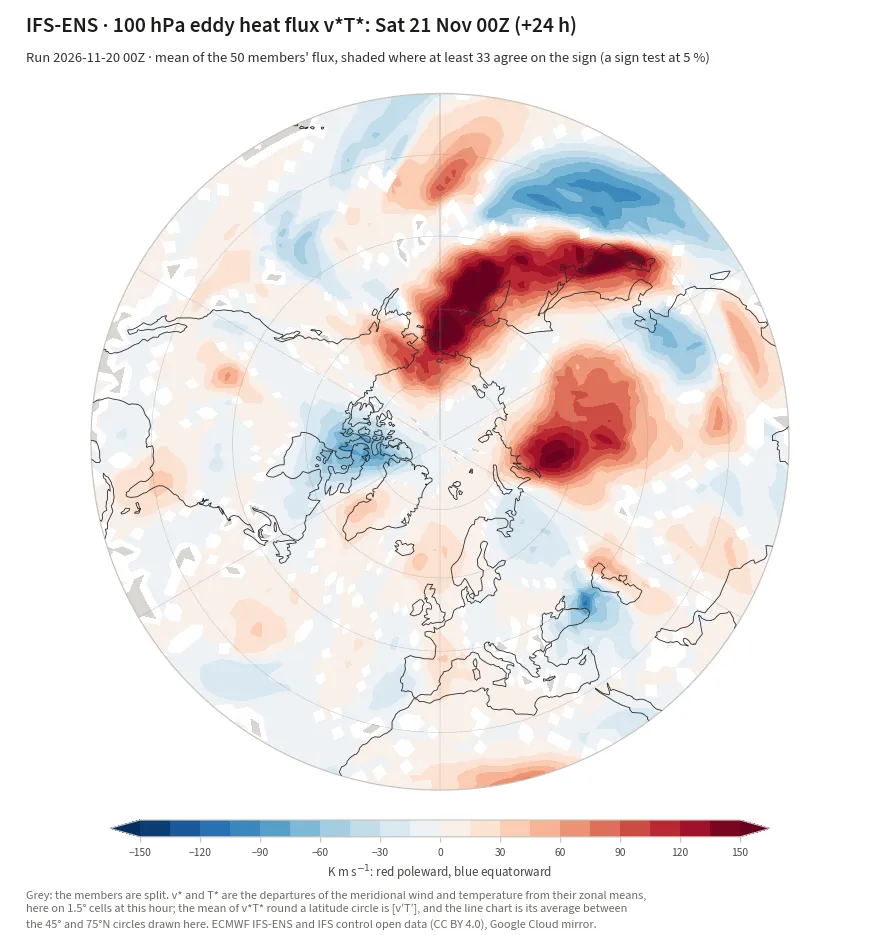 IFS-ENS · 100 hPa eddy heat flux v*T*: Sat 21 Nov 00Z (+24 h)
Run 2026-11-20 00Z · mean of the 50 members' flux, shaded where at least 33 agree on the sign (a sign test at 5 %)
−150 −120 −90 −60 −30 0 30 60 90 120 150
K m s⁻¹: red poleward, blue equatorward
Grey: the members are split. v* and T* are the departures of the meridional wind and temperature from their zonal means,
here on 1.5° cells at this hour; the mean of v*T* round a latitude circle is [v'T'], and the line chart is its average between
the 45° and 75°N circles drawn here. ECMWF IFS-ENS and IFS control open data (CC BY 4.0), Google Cloud mirror.